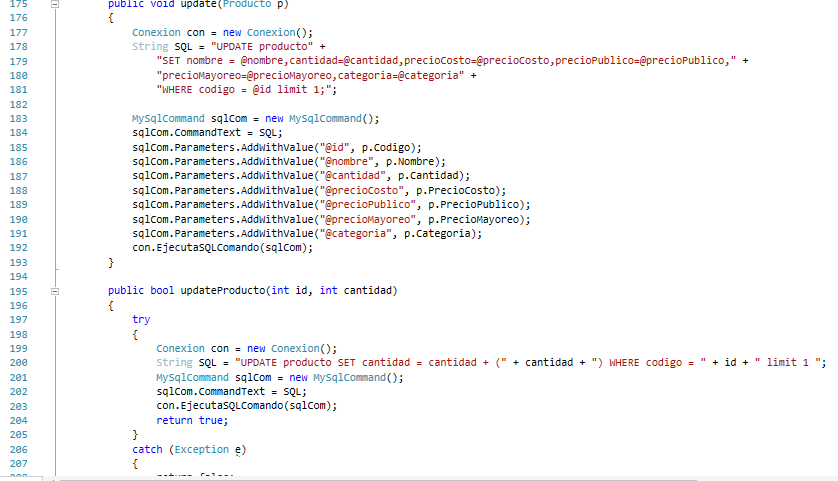 175 public void update(Producto p)
176 {
177 Conexion con = new Conexion();
178 String SQL = "UPDATE producto" +
179 "SET nombre = @nombre,cantidad=@cantidad,precioCosto=@precioCosto,precioPublico=@precioPublico," +
180 "precioMayoreo=@precioMayoreo,categoria=@categoria" +
181 "WHERE codigo = @id limit 1;";
182
183 MySqlCommand sqlCom = new MySqlCommand();
184 sqlCom.CommandText = SQL;
185 sqlCom.Parameters.AddWithValue("@id", p.Codigo);
186 sqlCom.Parameters.AddWithValue("@nombre", p.Nombre);
187 sqlCom.Parameters.AddWithValue("@cantidad", p.Cantidad);
188 sqlCom.Parameters.AddWithValue("@precioCosto", p.PrecioCosto);
189 sqlCom.Parameters.AddWithValue("@precioPublico", p.PrecioPublico);
190 sqlCom.Parameters.AddWithValue("@precioMayoreo", p.PrecioMayoreo);
191 sqlCom.Parameters.AddWithValue("@categoria", p.Categoria);
192 con.EjecutaSQLComando(sqlCom);
193 }
194
195 public bool updateProducto(int id, int cantidad)
196 {
197 try
198 {
199 Conexion con = new Conexion();
200 String SQL = "UPDATE producto SET cantidad = cantidad + (" + cantidad + ") WHERE codigo = " + id + " limit 1 ";
201 MySqlCommand sqlCom = new MySqlCommand();
202 sqlCom.CommandText = SQL;
203 con.EjecutaSQLComando(sqlCom);
204 return true;
205 }
206 catch (Exception e)
207 {